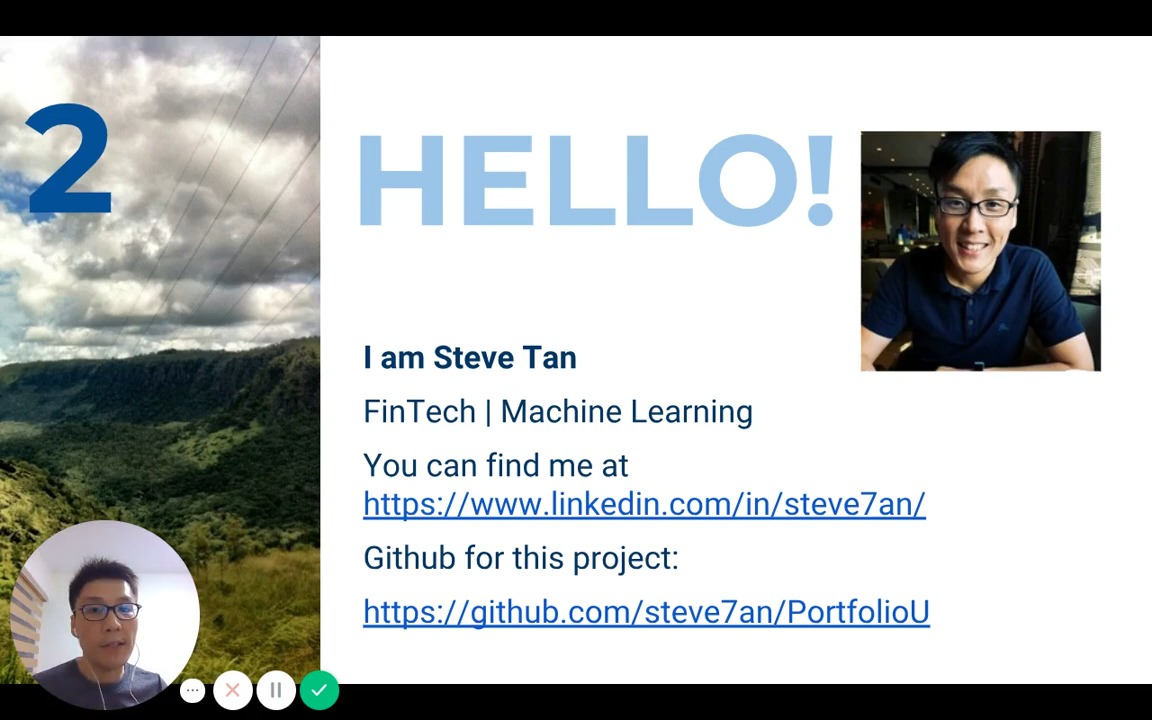 2
HELLO!
I am Steve Tan
FinTech | Machine Learning
You can find me at
https://www.linkedin.com/in/steve7an/
Github for this project:
https://github.com/steve7an/PortfolioU